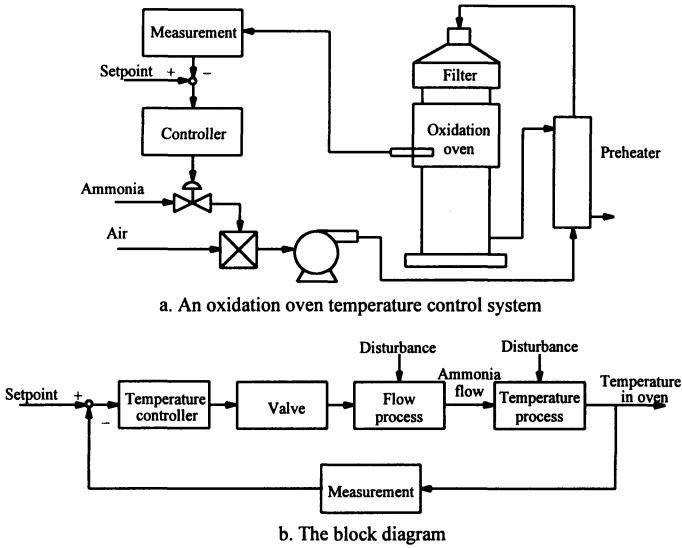 Measurement
Setpoint + −
Filter
Controller
Oxidation
oven
Preheater
Ammonia
Air
a. An oxidation oven temperature control system
Disturbance
Disturbance
Setpoint
+
−
Temperature
controller
Valve
Flow
process
Ammonia
flow
Temperature
process
Temperature
in oven
Measurement
b. The block diagram